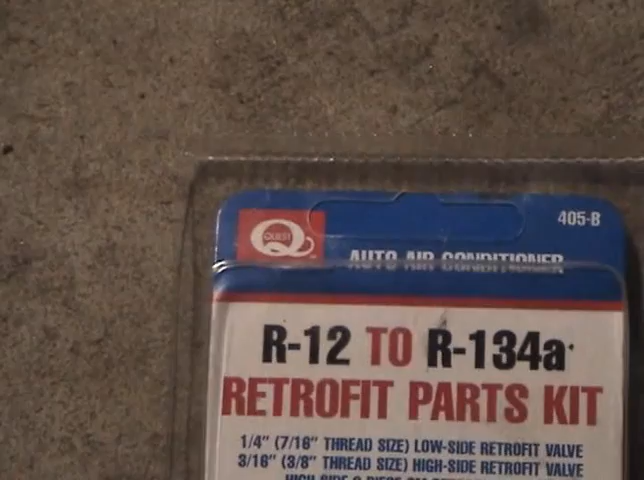 405-B
QUEST
AUTO AIR CONDITIONER
R-12 TO R-134a
RETROFIT PARTS KIT
1/4" (7/16" THREAD SIZE) LOW-SIDE RETROFIT VALVE
3/16" (3/8" THREAD SIZE) HIGH-SIDE RETROFIT VALVE